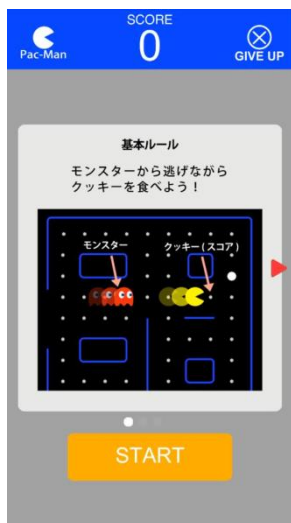 SCORE
0
Pac-Man
GIVE UP
基本ルール
モンスターから逃げながら
クッキーを食べよう！
モンスター
クッキー(スコア)
START